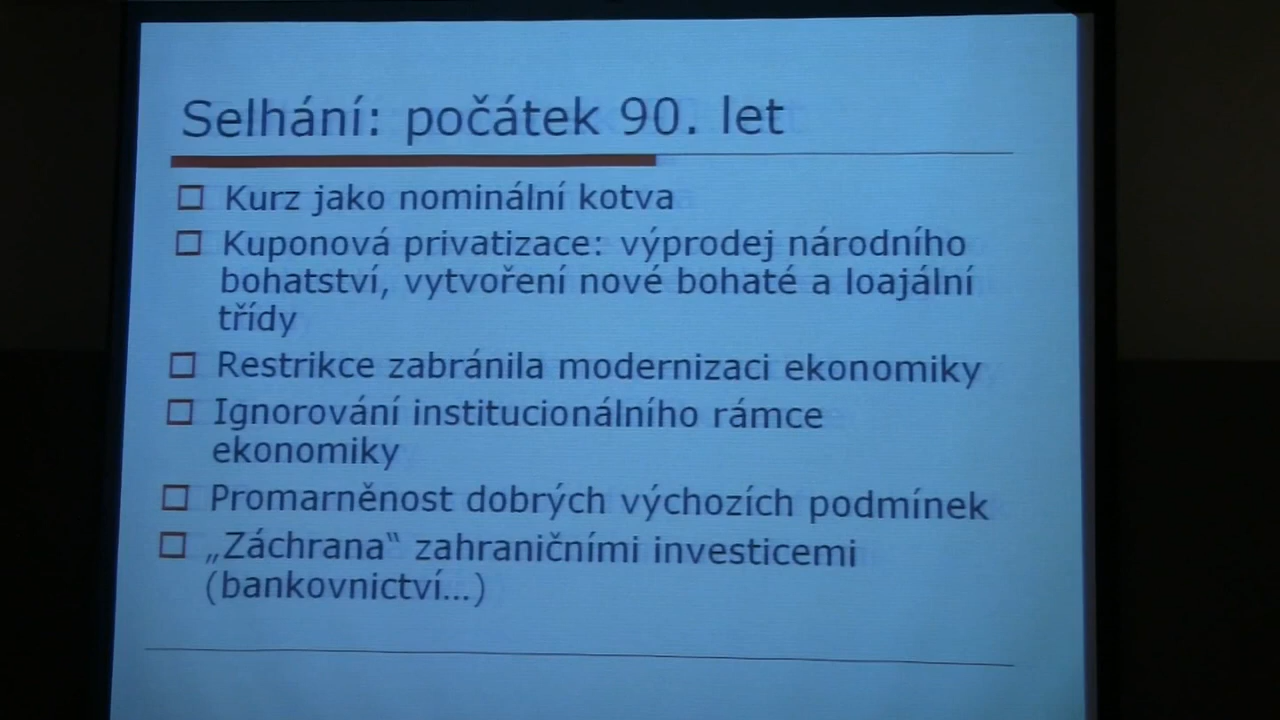 Selhání: počátek 90. let
Kurz jako nominální kotva
Kuponová privatizace: výprodej národního
bohatství, vytvoření nové bohaté a loajální
třídy
Restrikce zabránila modernizaci ekonomiky
Ignorování institucionálního rámce
ekonomiky
Promarněnost dobrých výchozích podmínek
„Záchrana“ zahraničními investicemi
(bankovnictví…)